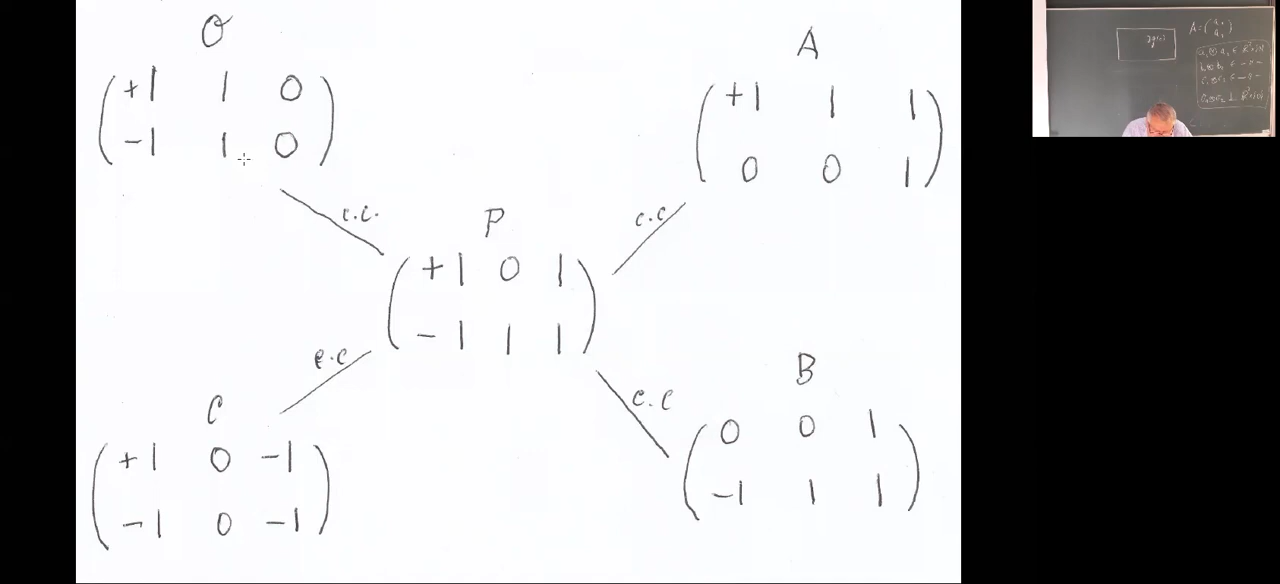 O
+1 1 0
-1 1 0
A
+1 1 1
0 0 1
c.c.
c.c
P
+1 0 1
-1 1 1
c.c
c.c
C
+1 0 -1
-1 0 -1
B
0 0 1
-1 1 1
A=